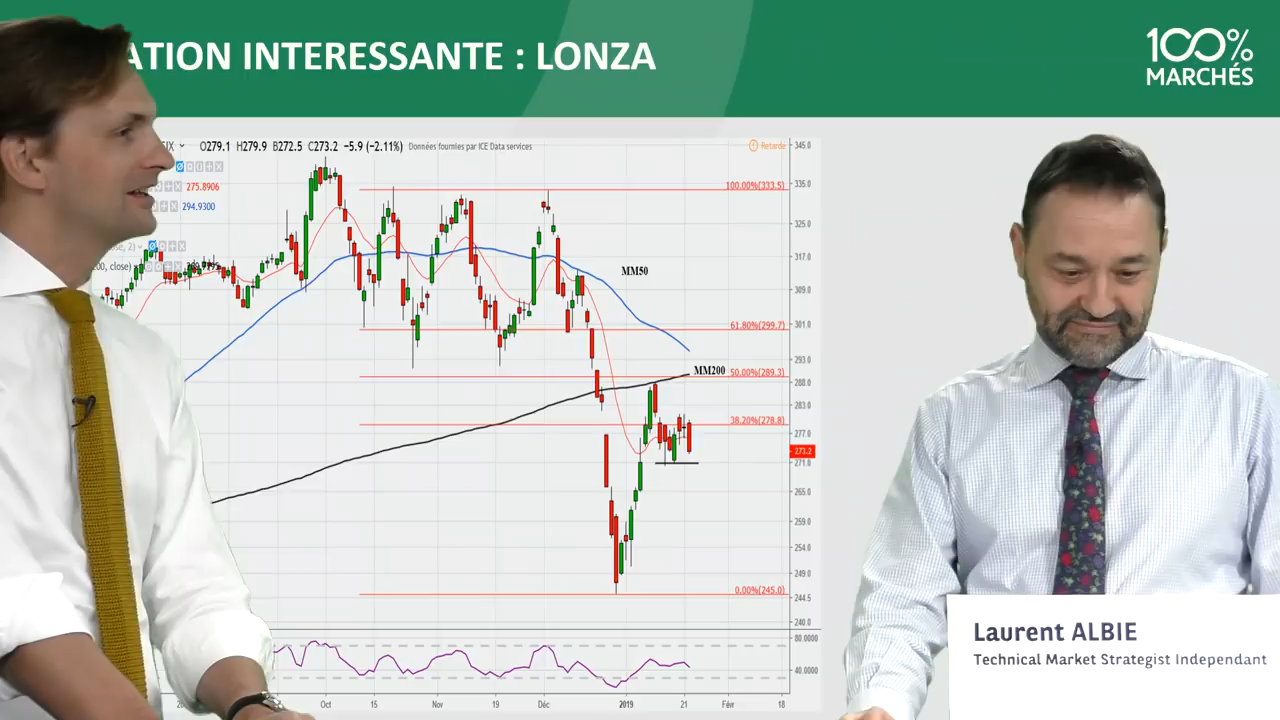 ATION INTERESSANTE : LONZA
100%
MARCHÉS
IX O279.1 H279.9 B272.5 C273.2 −5.9 (−2.11%) Données fournies par ICE Data services
Retardé
275.8906
294.9300
close, 2)
200, close)
345.0
335.0
325.0
317.0
309.0
301.0
293.0
288.0
283.0
277.0
273.2
271.0
265.0
259.0
254.0
249.0
244.5
240.0
80.0000
40.0000
100.00%(333.5)
MM50
61.80%(299.7)
MM200
50.00%(289.3)
38.20%(278.8)
0.00%(245.0)
Oct 15 Nov 19 Déc 2019 21 Févr 18
Laurent ALBIE
Technical Market Strategist Independant